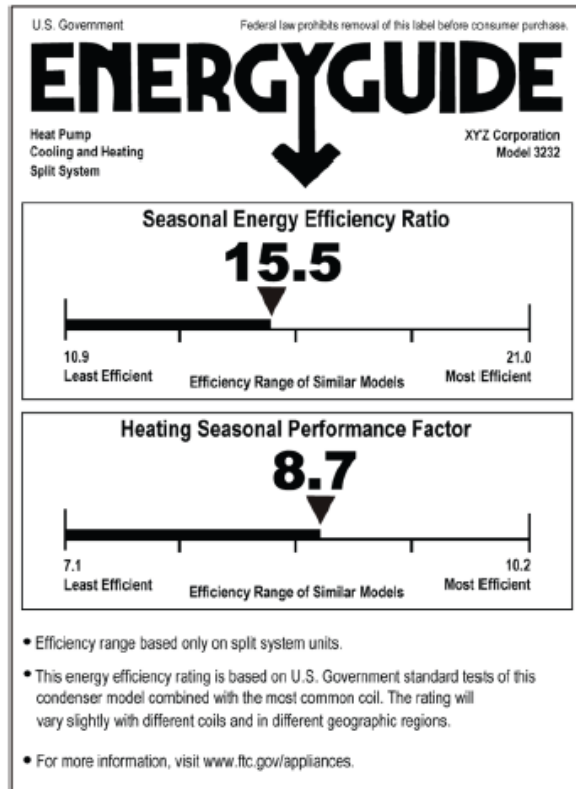 U.S. Government Federal law prohibits removal of this label before consumer purchase.
ENERGYGUIDE
Heat Pump
Cooling and Heating
Split System
XYZ Corporation
Model 3232
Seasonal Energy Efficiency Ratio
15.5
10.9 21.0
Least Efficient Efficiency Range of Similar Models Most Efficient
Heating Seasonal Performance Factor
8.7
7.1 10.2
Least Efficient Efficiency Range of Similar Models Most Efficient
• Efficiency range based only on split system units.
• This energy efficiency rating is based on U.S. Government standard tests of this
condenser model combined with the most common coil. The rating will
vary slightly with different coils and in different geographic regions.
• For more information, visit www.ftc.gov/appliances.